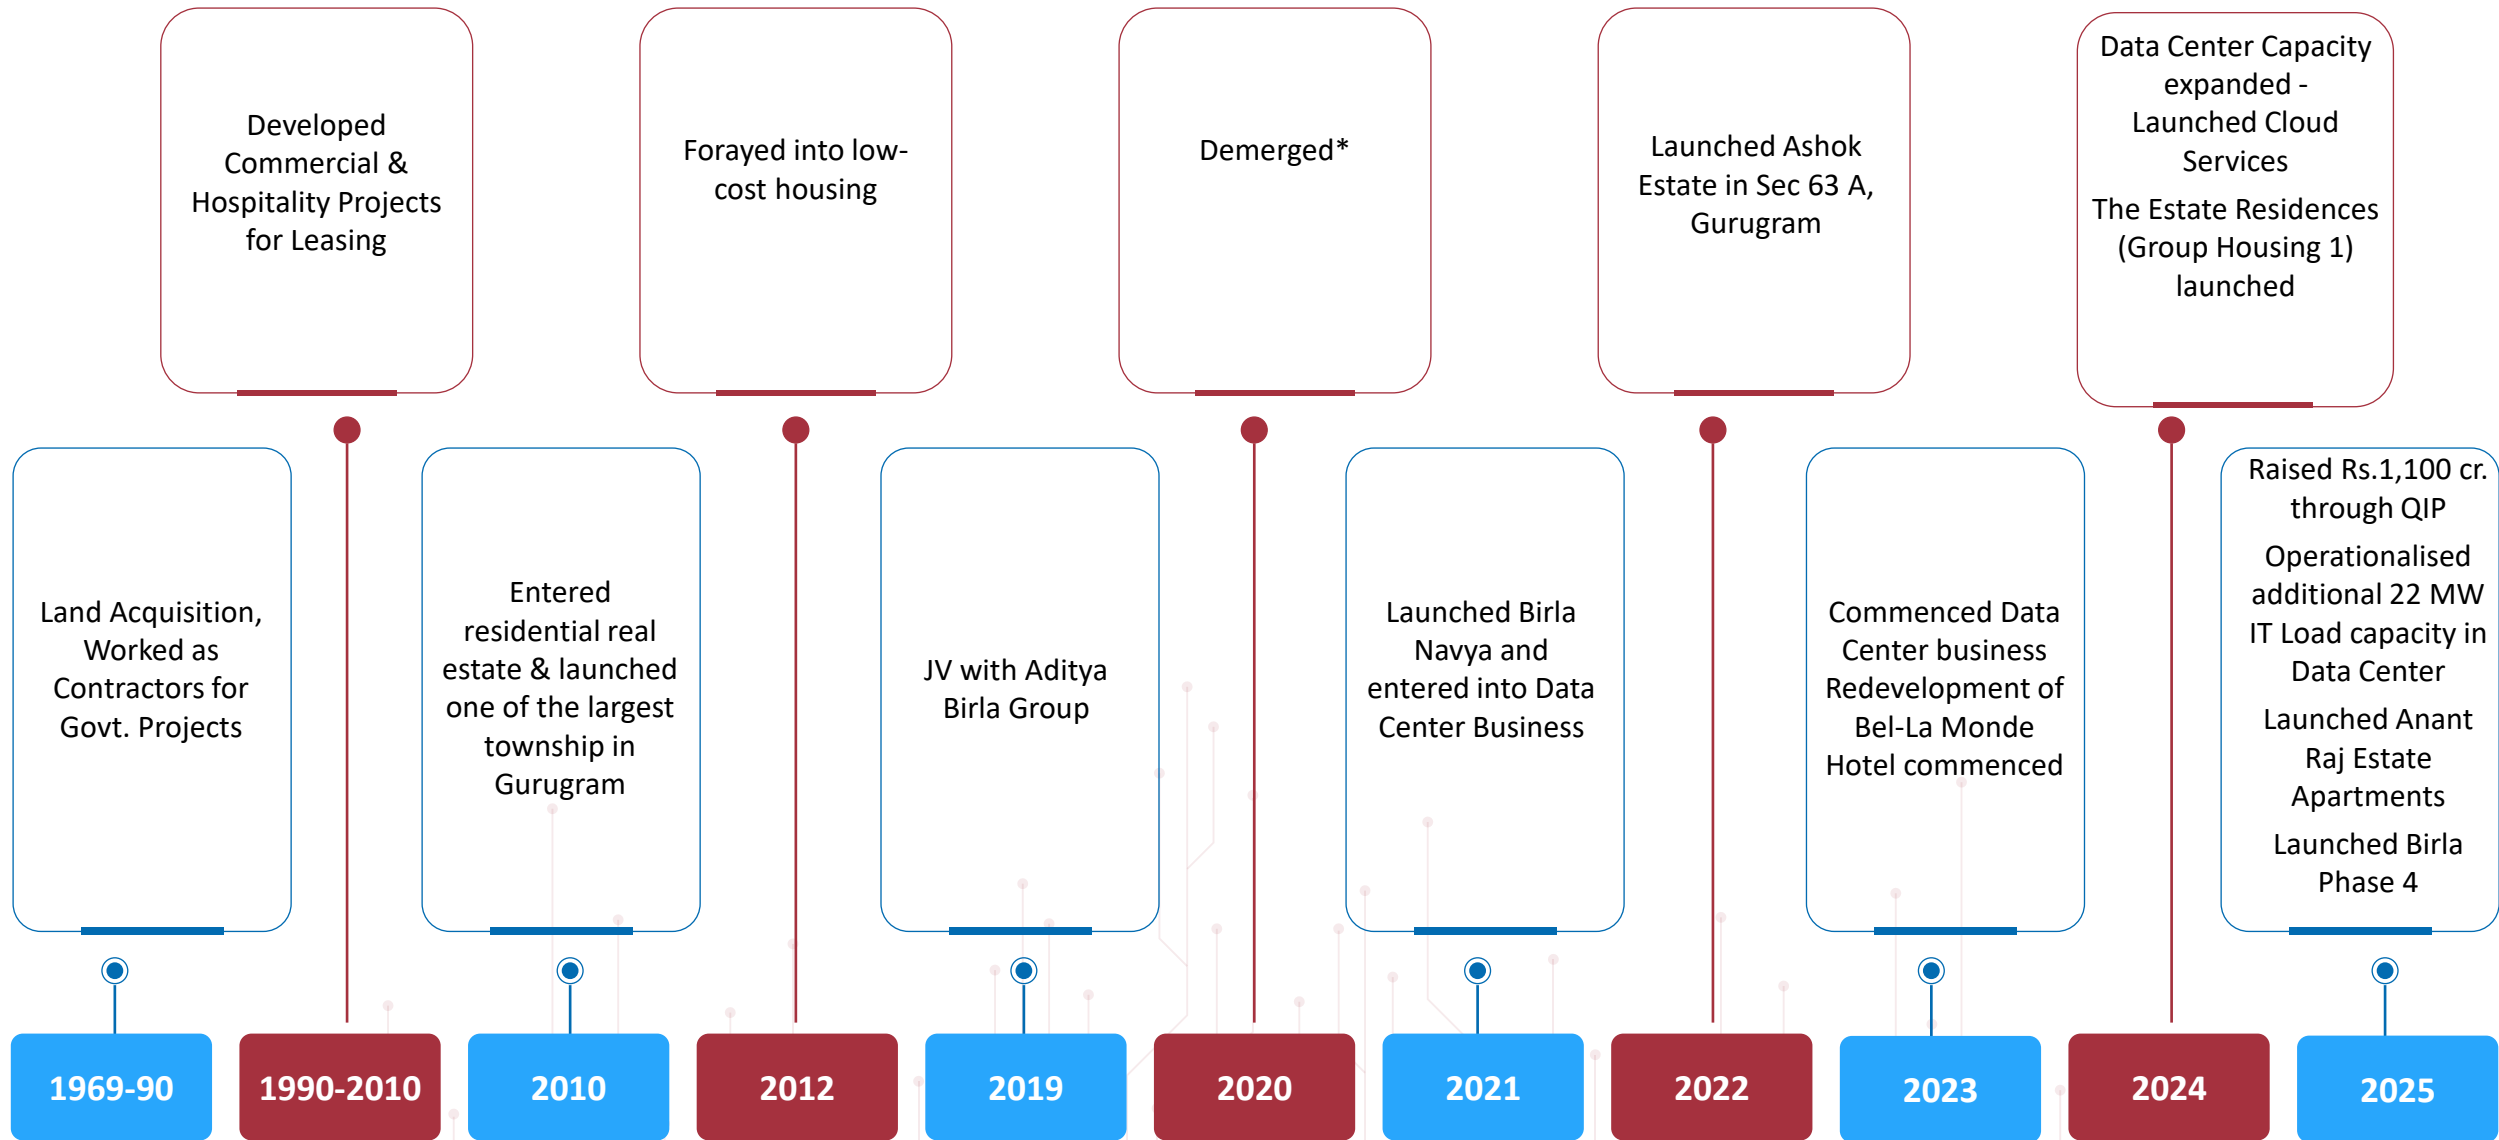 Developed
Commercial &
Hospitality Projects
for Leasing
Forayed into low-
cost housing
Demerged*
Launched Ashok
Estate in Sec 63 A,
Gurugram
Data Center Capacity
expanded -
Launched Cloud
Services
The Estate Residences
(Group Housing 1)
launched
Land Acquisition,
Worked as
Contractors for
Govt. Projects
Entered
residential real
estate & launched
one of the largest
township in
Gurugram
JV with Aditya
Birla Group
Launched Birla
Navya and
entered into Data
Center Business
Commenced Data
Center business
Redevelopment of
Bel-La Monde
Hotel commenced
Raised Rs.1,100 cr.
through QIP
Operationalised
additional 22 MW
IT Load capacity in
Data Center
Launched Anant
Raj Estate
Apartments
Launched Birla
Phase 4
1969-90
1990-2010
2010
2012
2019
2020
2021
2022
2023
2024
2025